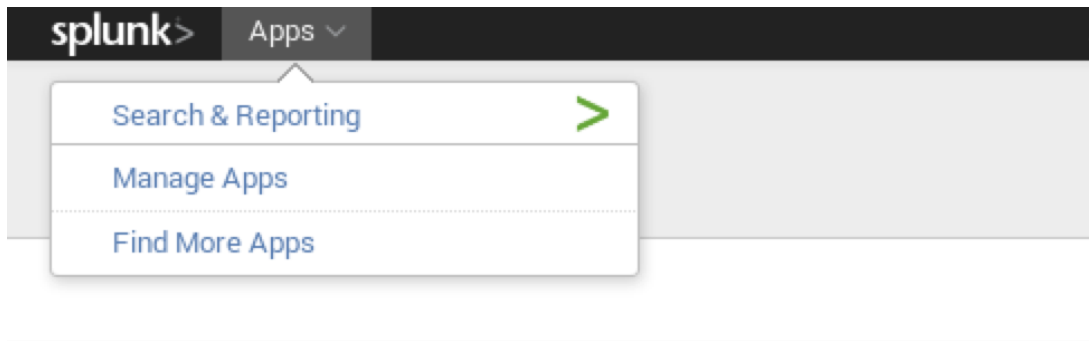 splunk> Apps
Search & Reporting >
Manage Apps
Find More Apps